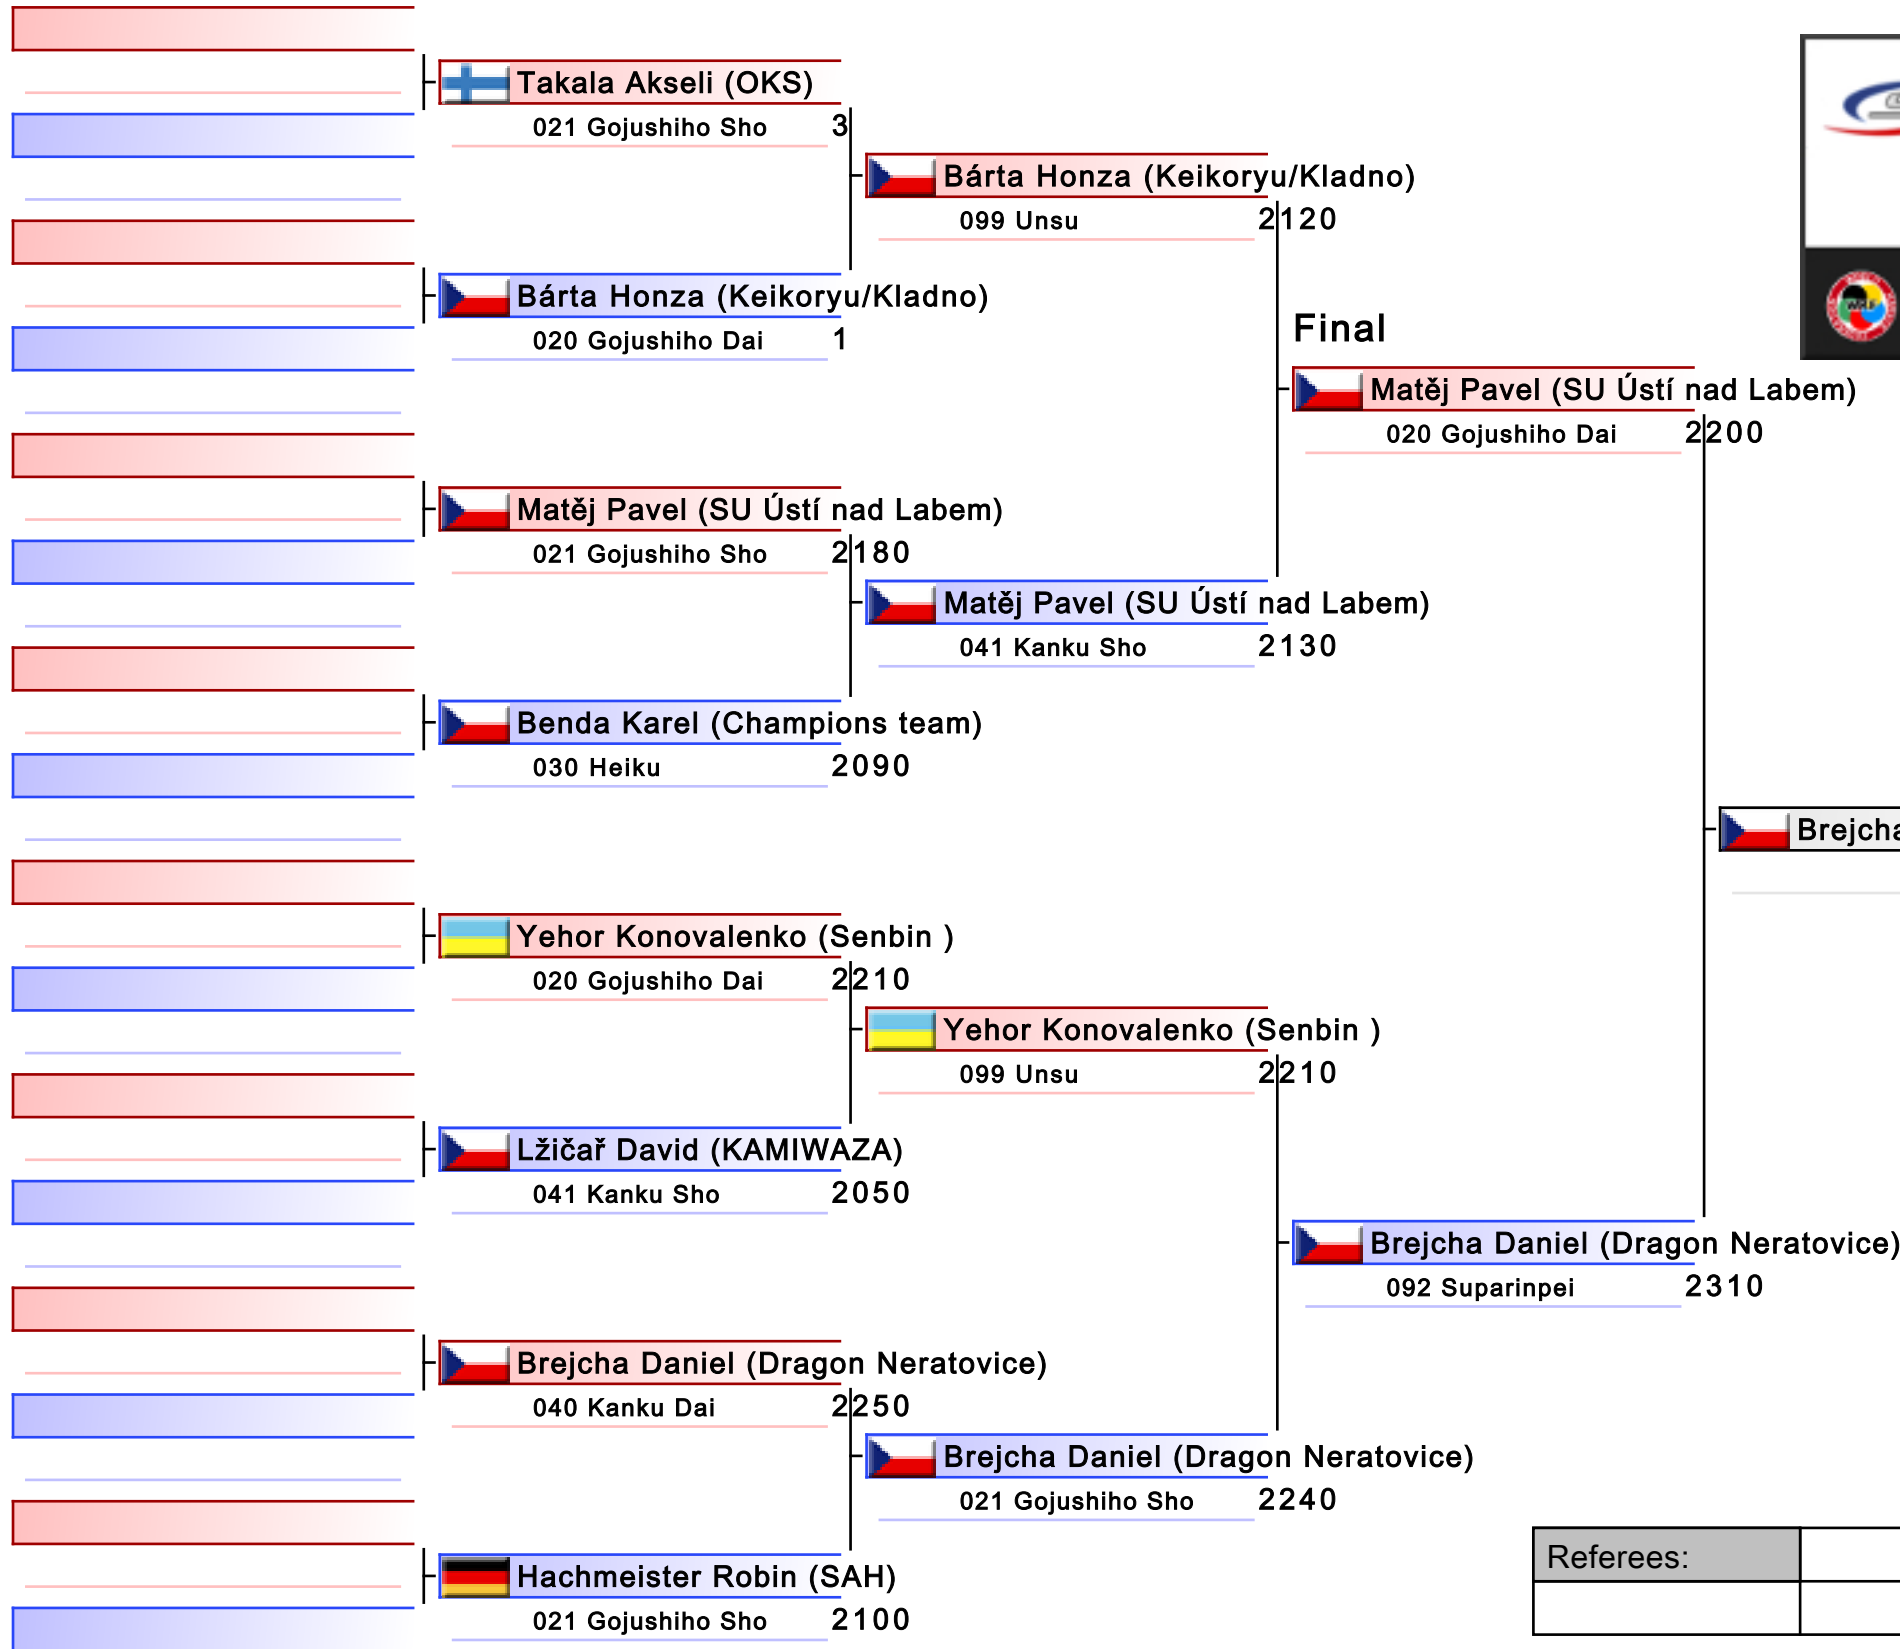 Takala Akseli (OKS)
021 Gojushiho Sho 3
Bárta Honza (Keikoryu/Kladno)
099 Unsu 2120
Bárta Honza (Keikoryu/Kladno)
020 Gojushiho Dai 1
Final
Matěj Pavel (SU Ústí nad Labem)
020 Gojushiho Dai 2200
Matěj Pavel (SU Ústí nad Labem)
021 Gojushiho Sho 2180
Matěj Pavel (SU Ústí nad Labem)
041 Kanku Sho 2130
Benda Karel (Champions team)
030 Heiku 2090
Brejcha
Yehor Konovalenko (Senbin )
020 Gojushiho Dai 2210
Yehor Konovalenko (Senbin )
099 Unsu 2210
Lžičař David (KAMIWAZA)
041 Kanku Sho 2050
Brejcha Daniel (Dragon Neratovice)
092 Suparinpei 2310
Brejcha Daniel (Dragon Neratovice)
040 Kanku Dai 2250
Brejcha Daniel (Dragon Neratovice)
021 Gojushiho Sho 2240
Hachmeister Robin (SAH)
021 Gojushiho Sho 2100
Referees: